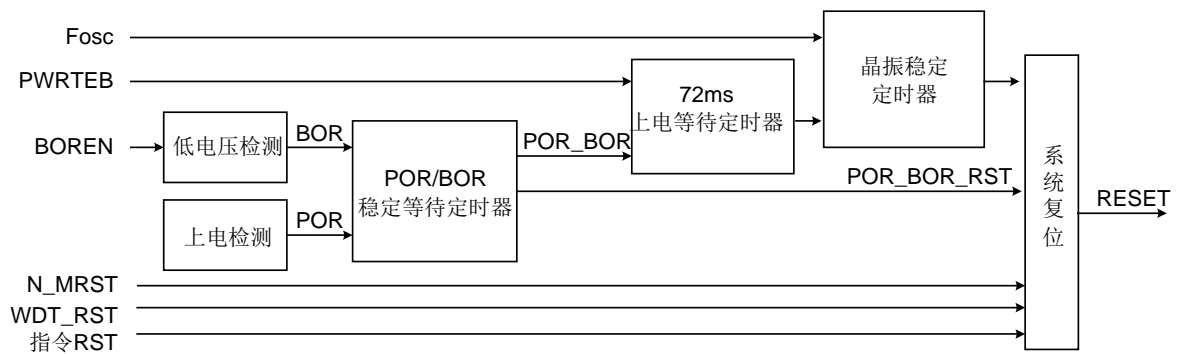 Fosc
PWRTEB
BOREN
低电压检测
BOR
上电检测
POR
POR/BOR
稳定等待定时器
POR_BOR
72ms
上电等待定时器
晶振稳定
定时器
POR_BOR_RST
N_MRST
WDT_RST
指令RST
系
统
复
位
RESET